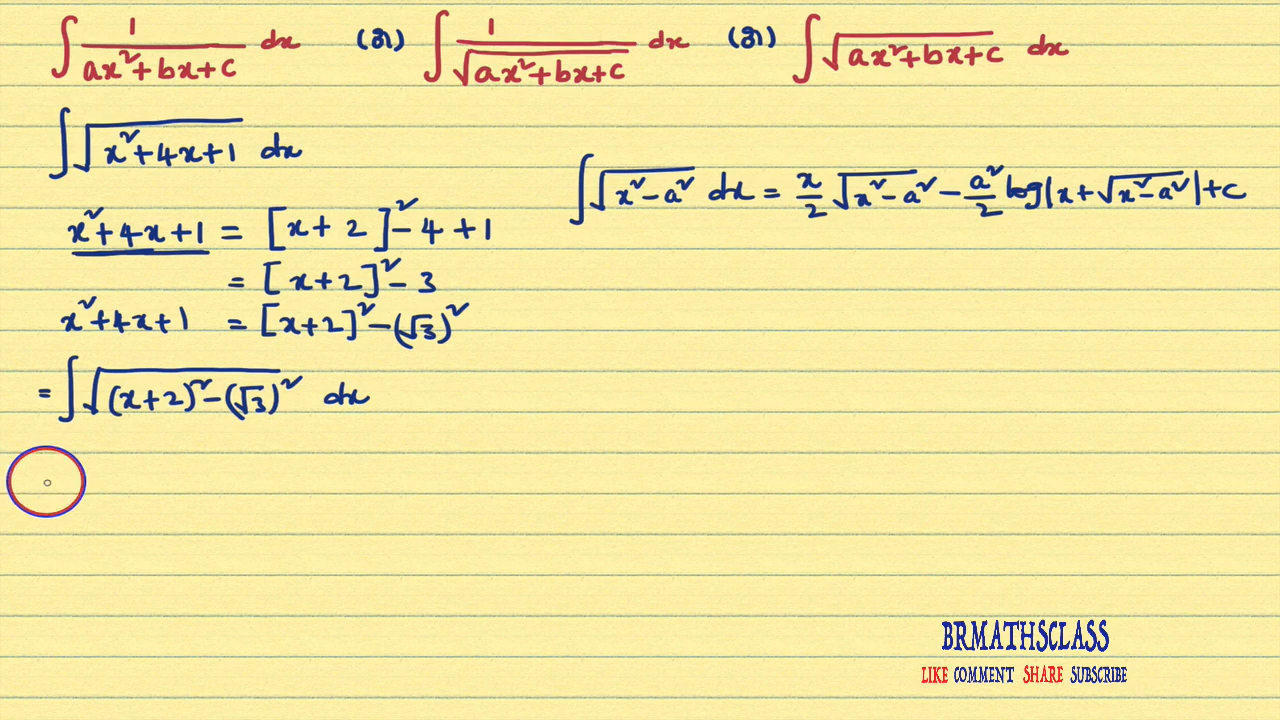 ∫ 1/(ax²+bx+c) dx (or) ∫ 1/√(ax²+bx+c) dx (or) ∫ √(ax²+bx+c) dx
∫ √(x²+4x+1) dx
∫ √(x²-a²) dx = x/2 √(x²-a²) - a²/2 log|x+√(x²-a²)|+c
x²+4x+1 = [x+2]²-4+1
= [x+2]²-3
x²+4x+1 = [x+2]²-(√3)²
= ∫ √((x+2)²-(√3)²) dx
BRMATHSCLASS
LIKE COMMENT SHARE SUBSCRIBE